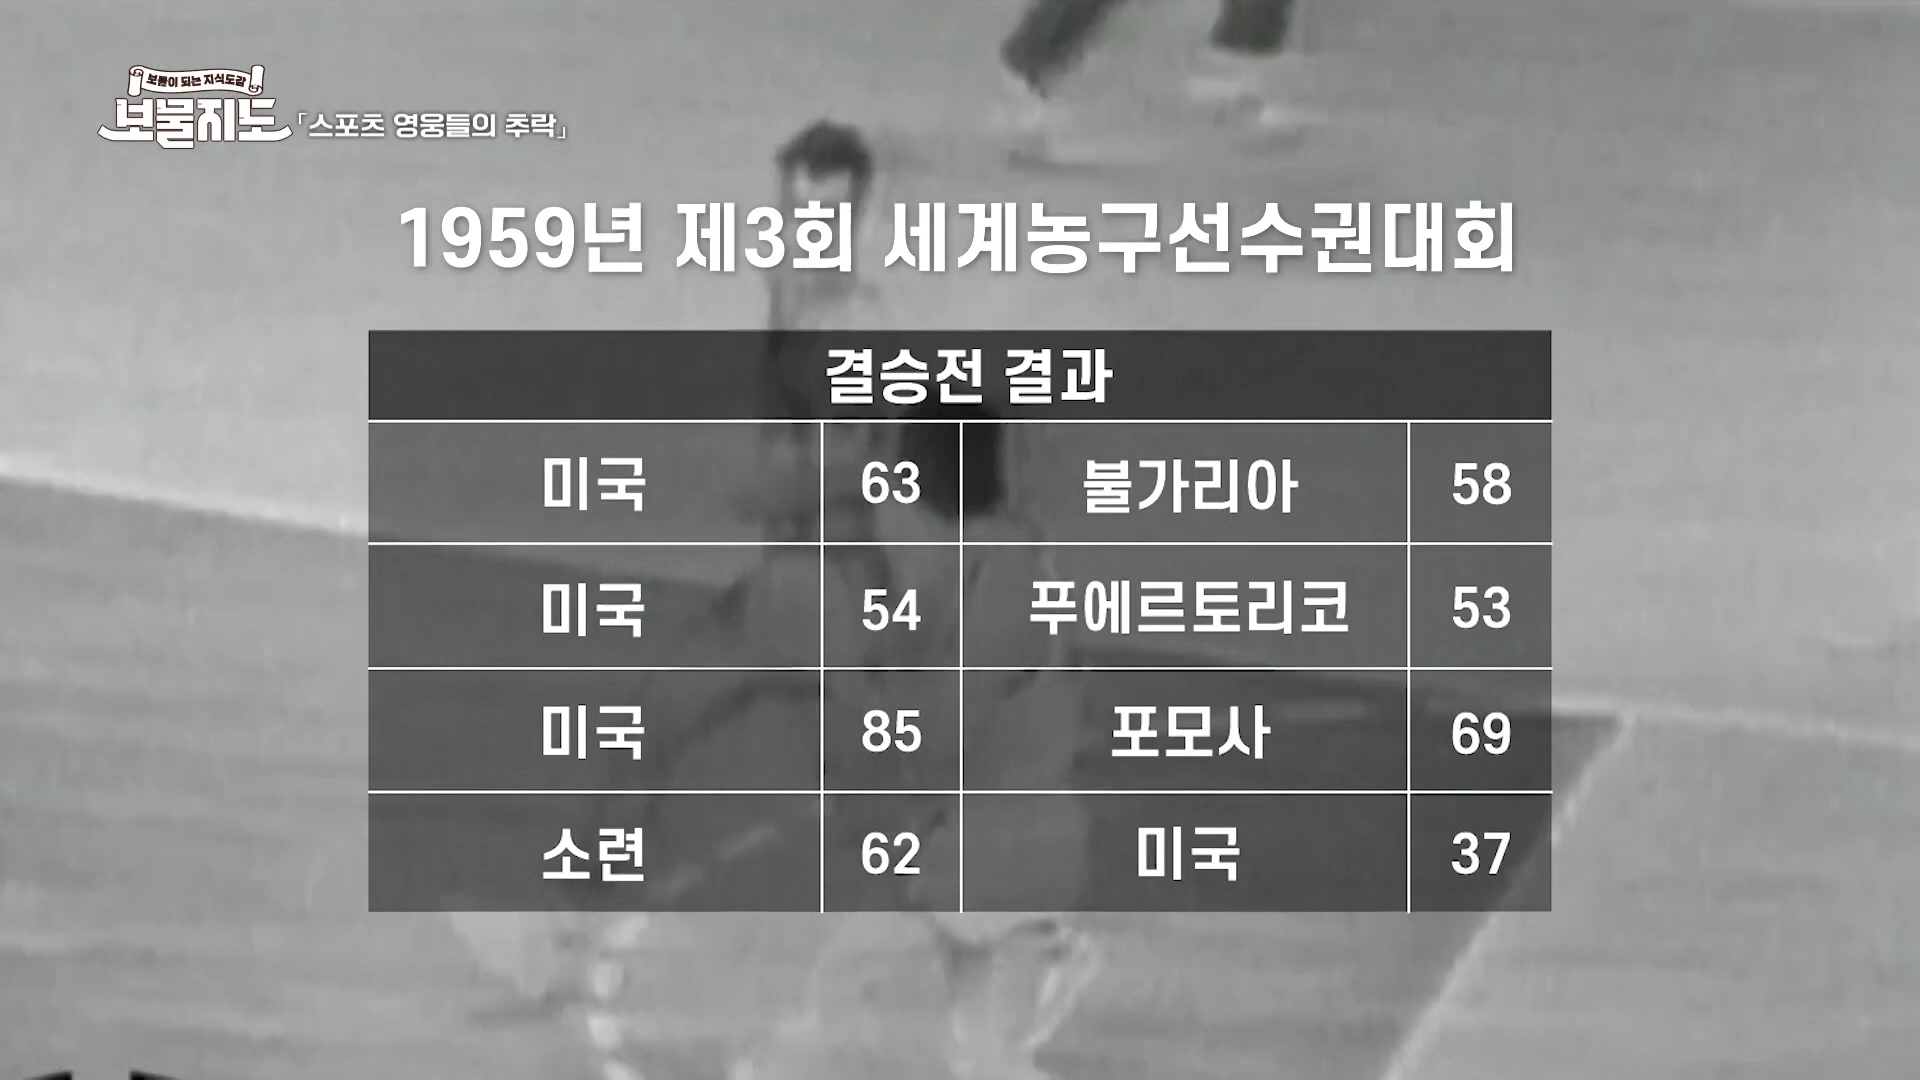 보물이 되는 지식도감
보물지도
「스포츠 영웅들의 추락」
1959년 제3회 세계농구선수권대회
결승전 결과
미국 63 불가리아 58
미국 54 푸에르토리코 53
미국 85 포모사 69
소련 62 미국 37